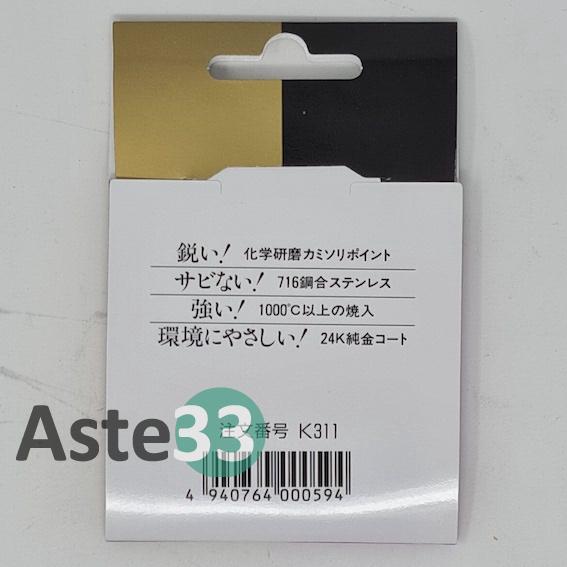 鋭い! 化学研磨カミソリポイント
サビない! 716鋼合ステンレス
強い! 1000℃以上の焼入
環境にやさしい! 24K純金コート
注文番号 K311
Aste33
4 940764 000594